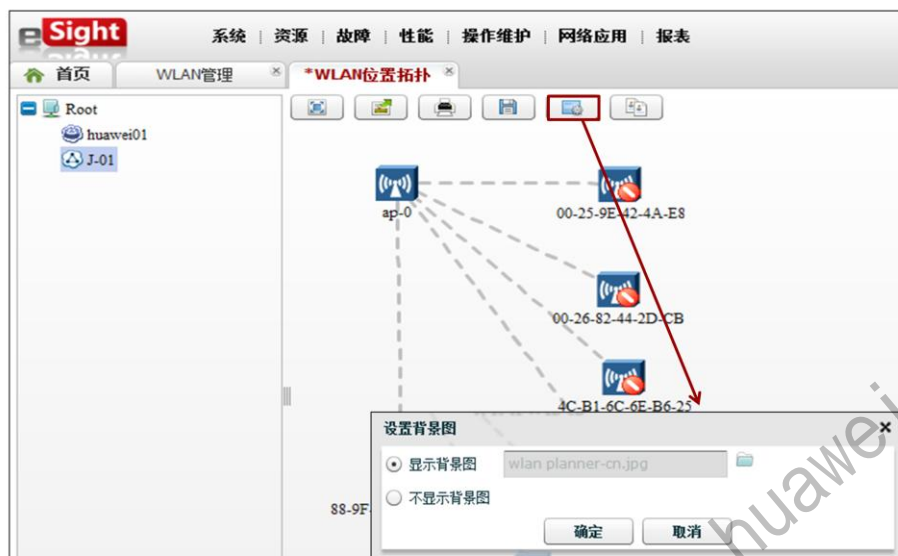 eSight
系统 | 资源 | 故障 | 性能 | 操作维护 | 网络应用 | 报表
首页 WLAN管理 *WLAN位置拓扑
Root
huawei01
J-01
ap-0
00-25-9E-42-4A-E8
00-26-82-44-2D-CB
4C-B1-6C-6E-B6-25
设置背景图
显示背景图 wlan planner-cn.jpg
不显示背景图
88-9F
确定 取消
huawei